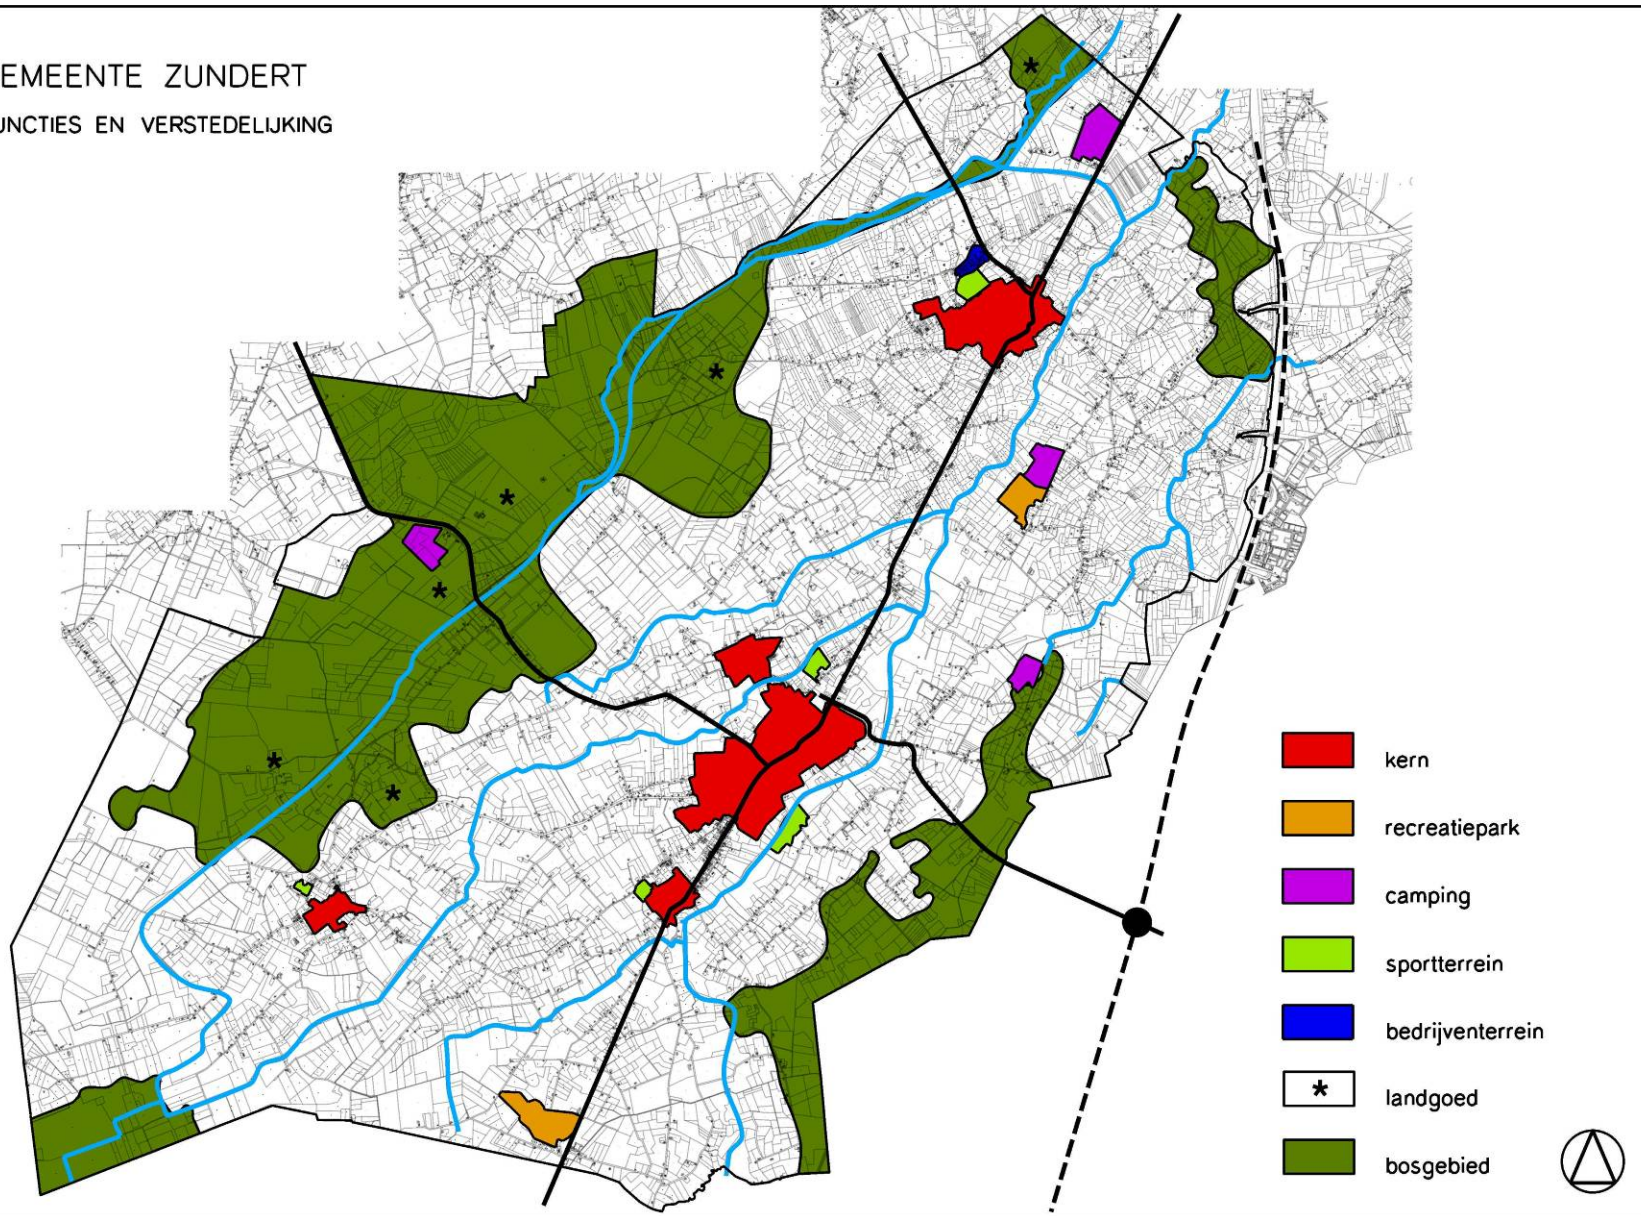 EMEENTE ZUNDERT
UNCTIES EN VERSTEDELIJKING
kern
recreatiepark
camping
sportterrein
bedrijventerrein
* landgoed
bosgebied